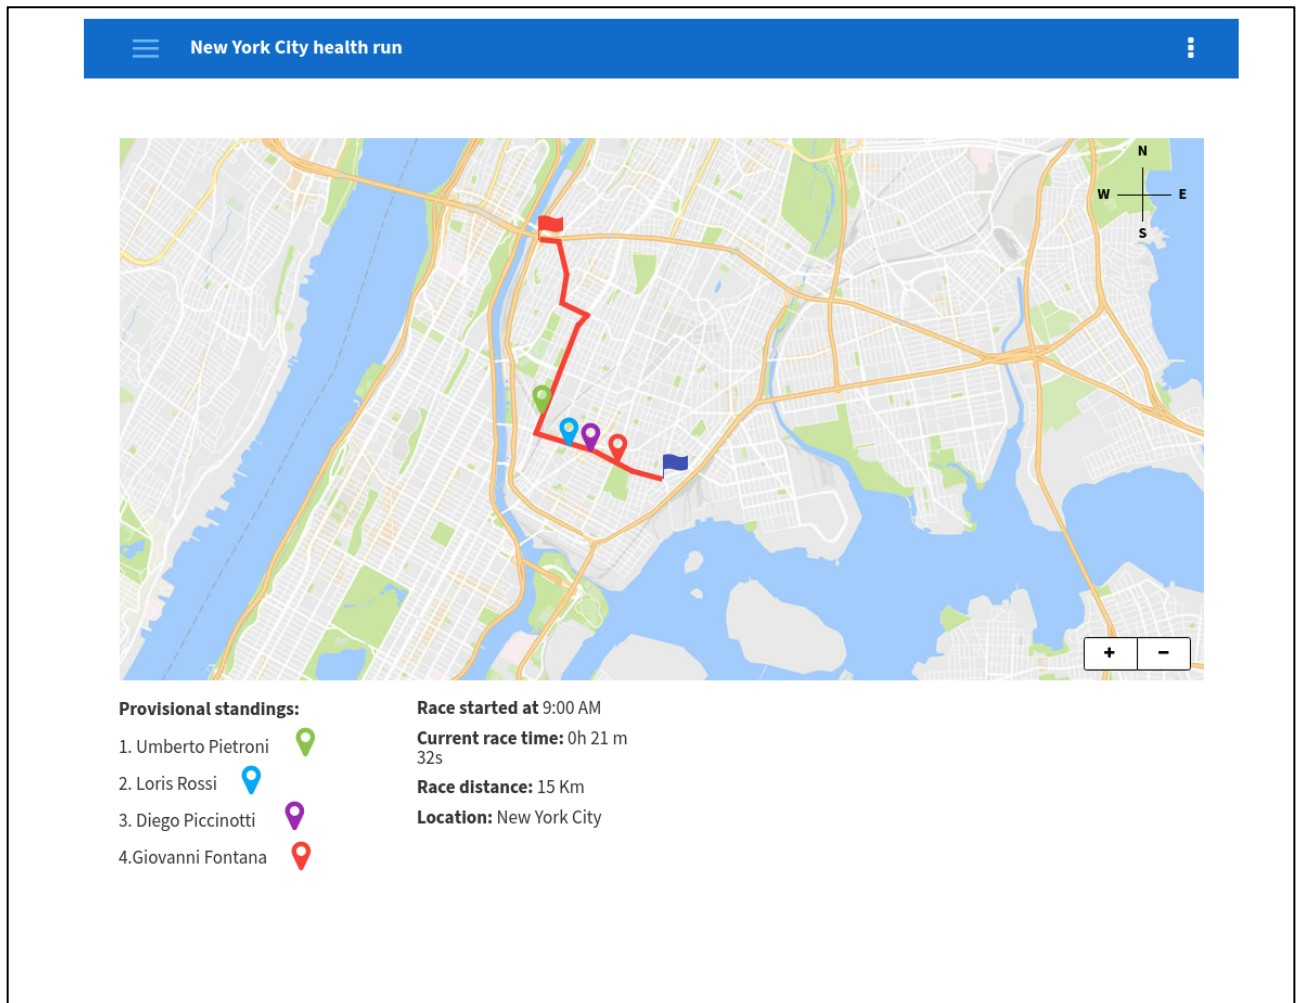 New York City health run
N
W E
S
+ −
Provisional standings:
1. Umberto Pietroni
2. Loris Rossi
3. Diego Piccinotti
4.Giovanni Fontana
Race started at 9:00 AM
Current race time: 0h 21 m
32s
Race distance: 15 Km
Location: New York City